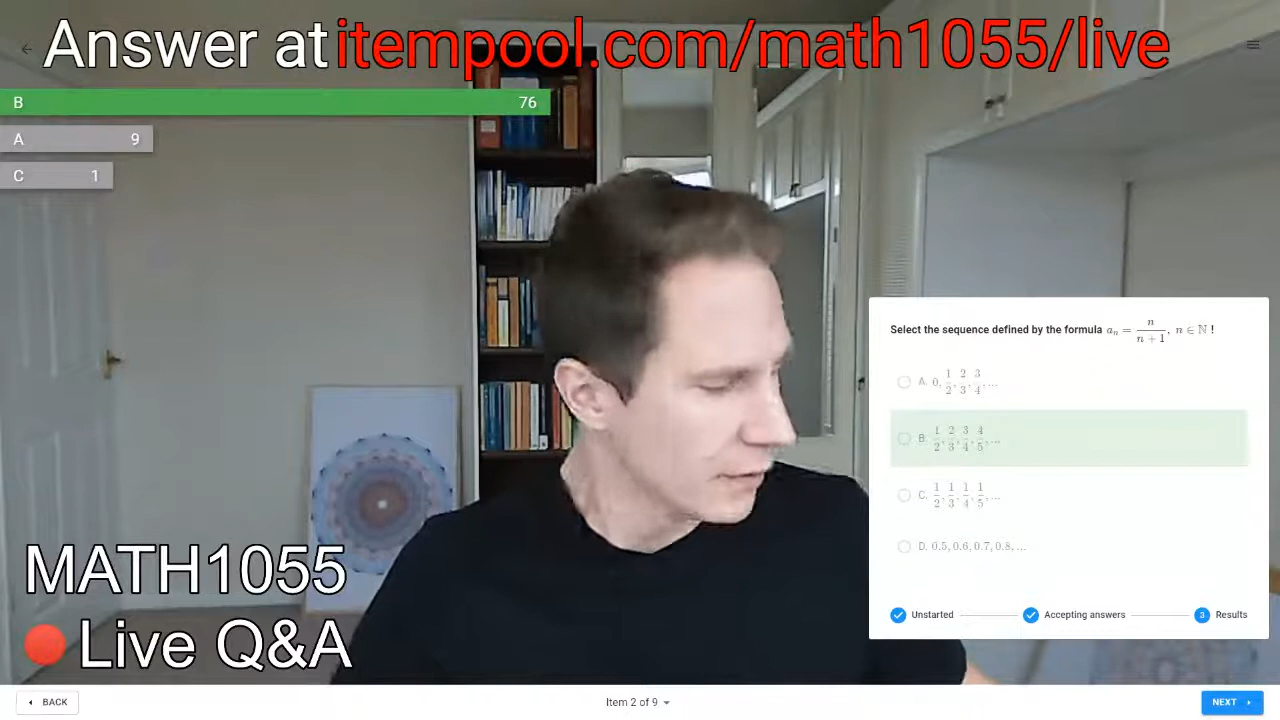 Answer at itempool.com/math1055/live
B 76
A 9
C 1
Select the sequence defined by the formula aₙ = n/(n + 1), n ∈ ℕ !
A. 0, 1/2, 2/3, 3/4, ...
B. 1/2, 2/3, 3/4, 4/5, ...
C. 1/2, 1/3, 1/4, 1/5, ...
D. 0.5, 0.6, 0.7, 0.8, ...
Unstarted Accepting answers 3 Results
MATH1055
Live Q&A
BACK Item 2 of 9 NEXT